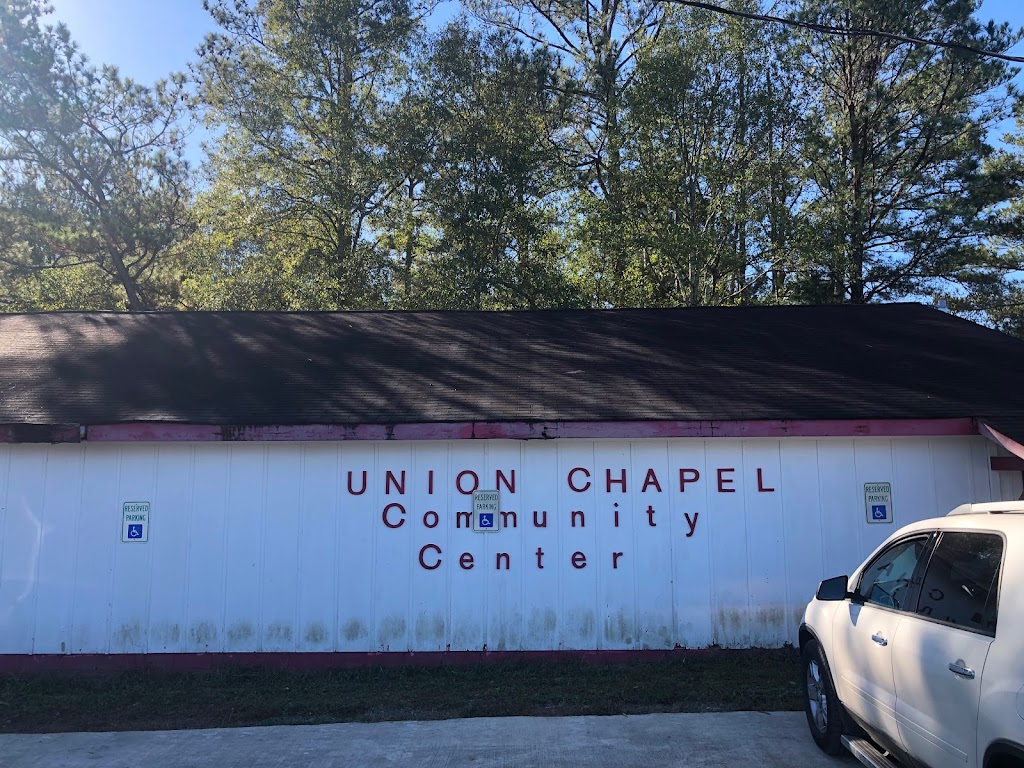 UNION CHAPEL
Community
Center
RESERVED
PARKING
RESERVED
PARKING
RESERVED
PARKING